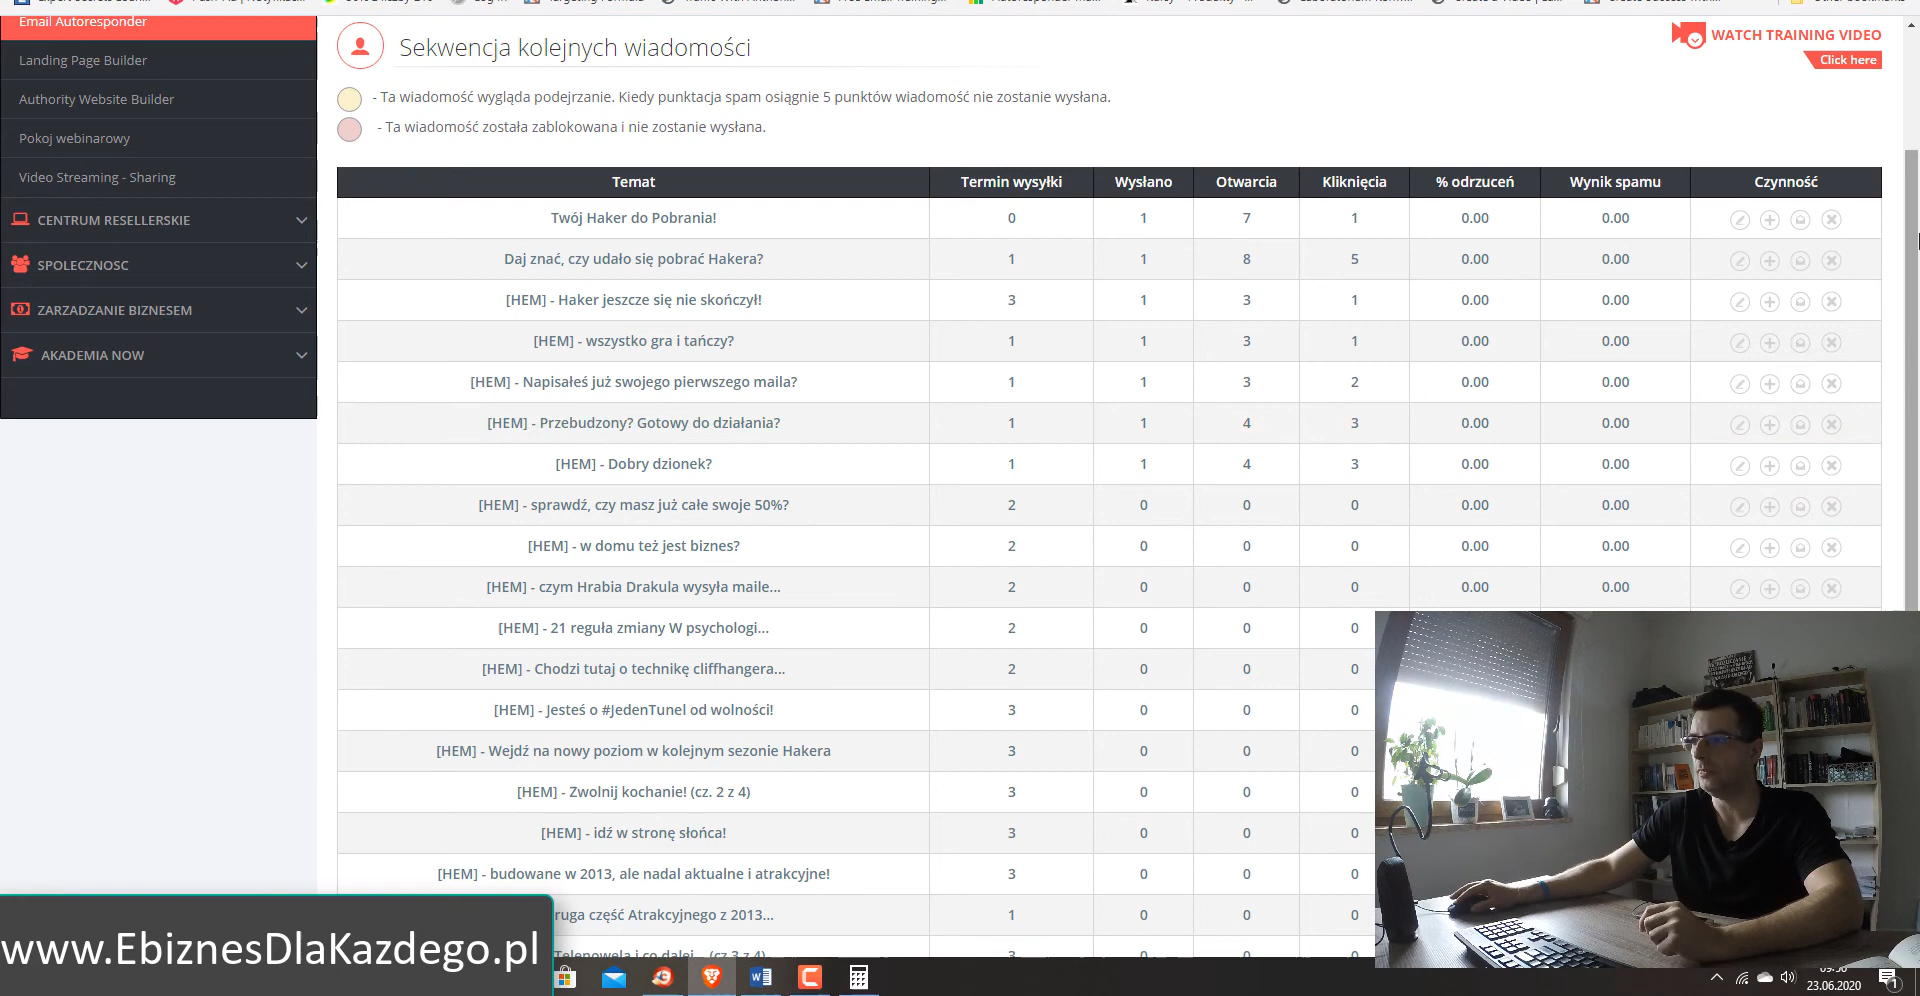 Email Autoresponder
Landing Page Builder
Authority Website Builder
Pokoj webinarowy
Video Streaming - Sharing
CENTRUM RESELLERSKIE
SPOLECZNOSC
ZARZADZANIE BIZNESEM
AKADEMIA NOW
Sekwencja kolejnych wiadomości
WATCH TRAINING VIDEO
Click here
- Ta wiadomość wygląda podejrzanie. Kiedy punktacja spam osiągnie 5 punktów wiadomość nie zostanie wysłana.
- Ta wiadomość została zablokowana i nie zostanie wysłana.
Temat Termin wysyłki Wysłano Otwarcia Kliknięcia % odrzuceń Wynik spamu Czynność
Twój Haker do Pobrania! 0 1 7 1 0.00 0.00
Daj znać, czy udało się pobrać Hakera? 1 1 8 5 0.00 0.00
[HEM] - Haker jeszcze się nie skończył! 3 1 3 1 0.00 0.00
[HEM] - wszystko gra i tańczy? 1 1 3 1 0.00 0.00
[HEM] - Napisałeś już swojego pierwszego maila? 1 1 3 2 0.00 0.00
[HEM] - Przebudzony? Gotowy do działania? 1 1 4 3 0.00 0.00
[HEM] - Dobry dzionek? 1 1 4 3 0.00 0.00
[HEM] - sprawdź, czy masz już całe swoje 50%? 2 0 0 0 0.00 0.00
[HEM] - w domu też jest biznes? 2 0 0 0 0.00 0.00
[HEM] - czym Hrabia Drakula wysyła maile... 2 0 0 0 0.00 0.00
[HEM] - 21 reguła zmiany W psychologi... 2 0 0 0
[HEM] - Chodzi tutaj o technikę cliffhangera... 2 0 0 0
[HEM] - Jesteś o #JedenTunel od wolności! 3 0 0 0
[HEM] - Wejdź na nowy poziom w kolejnym sezonie Hakera 3 0 0 0
[HEM] - Zwolnij kochanie! (cz. 2 z 4) 3 0 0 0
[HEM] - idź w stronę słońca! 3 0 0 0
[HEM] - budowane w 2013, ale nadal aktualne i atrakcyjne! 3 0 0 0
ruga część Atrakcyjnego z 2013... 1 0 0 0
Telenowela i co dalej... (cz 3 z 4) 3 0 0 0
www.EbiznesDlaKazdego.pl
23.06.2020
1